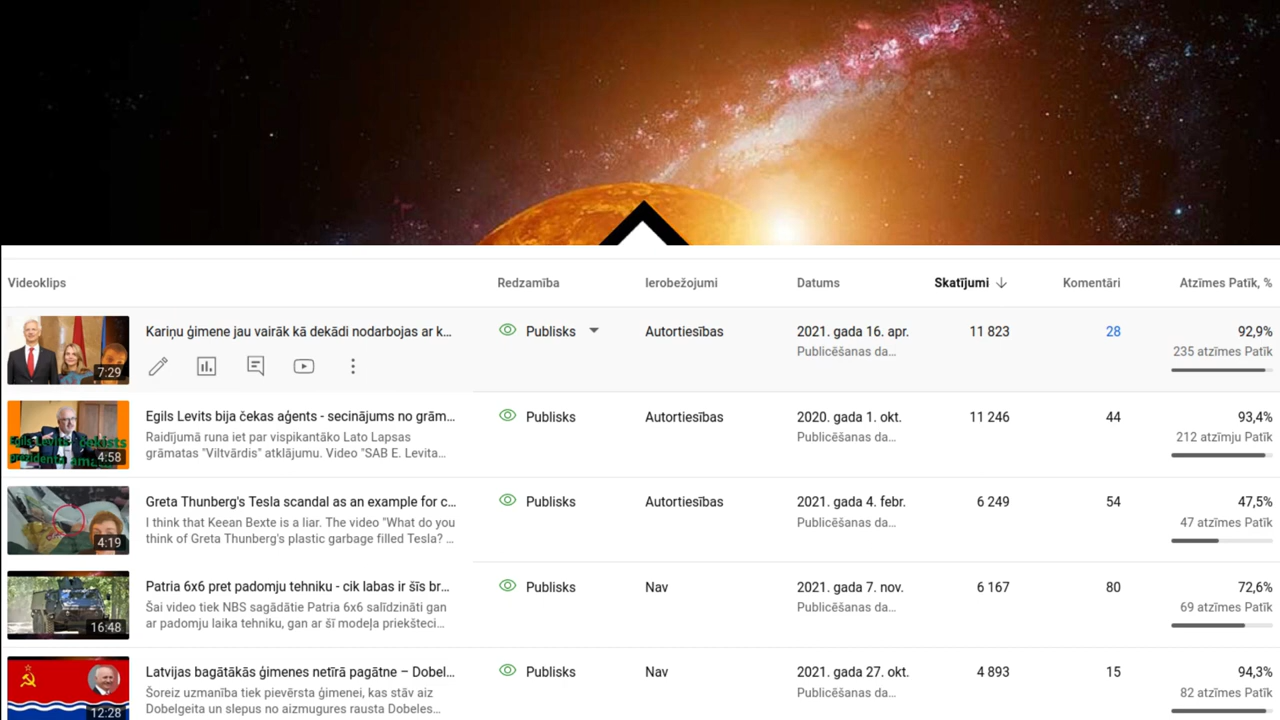 Videoklips Redzamība Ierobežojumi Datums Skatījumi ↓ Komentāri Atzīmes Patīk, %
Kariņu ģimene jau vairāk kā dekādi nodarbojas ar k... Publisks Autortiesības 2021. gada 16. apr. 11 823 28 92,9%
Publicēšanas da... 235 atzīmes Patīk
7:29
Egils Levits bija čekas aģents - secinājums no grām... Publisks Autortiesības 2020. gada 1. okt. 11 246 44 93,4%
Raidījumā runa iet par vispikantāko Lato Lapsas Publicēšanas da... 212 atzīmju Patīk
grāmatas "Viltvārdis" atklājumu. Video "SAB E. Levita...
Egils Levits čekists
prezidenta amatā
4:58
Greta Thunberg's Tesla scandal as an example for c... Publisks Autortiesības 2021. gada 4. febr. 6 249 54 47,5%
I think that Keean Bexte is a liar. The video "What do you Publicēšanas da... 47 atzīmes Patīk
think of Greta Thunberg's plastic garbage filled Tesla? ...
4:19
Patria 6x6 pret padomju tehniku - cik labas ir šīs br... Publisks Nav 2021. gada 7. nov. 6 167 80 72,6%
Šai video tiek NBS sagādātie Patria 6x6 salīdzināti gan Publicēšanas da... 69 atzīmes Patīk
ar padomju laika tehniku, gan ar šī modeļa priekšteci...
16:48
Latvijas bagātākās ģimenes netīrā pagātne – Dobel... Publisks Nav 2021. gada 27. okt. 4 893 15 94,3%
Šoreiz uzmanība tiek pievērsta ģimenei, kas stāv aiz Publicēšanas da... 82 atzīmes Patīk
Dobelgeita un slepus no aizmugures rausta Dobeles...
12:28